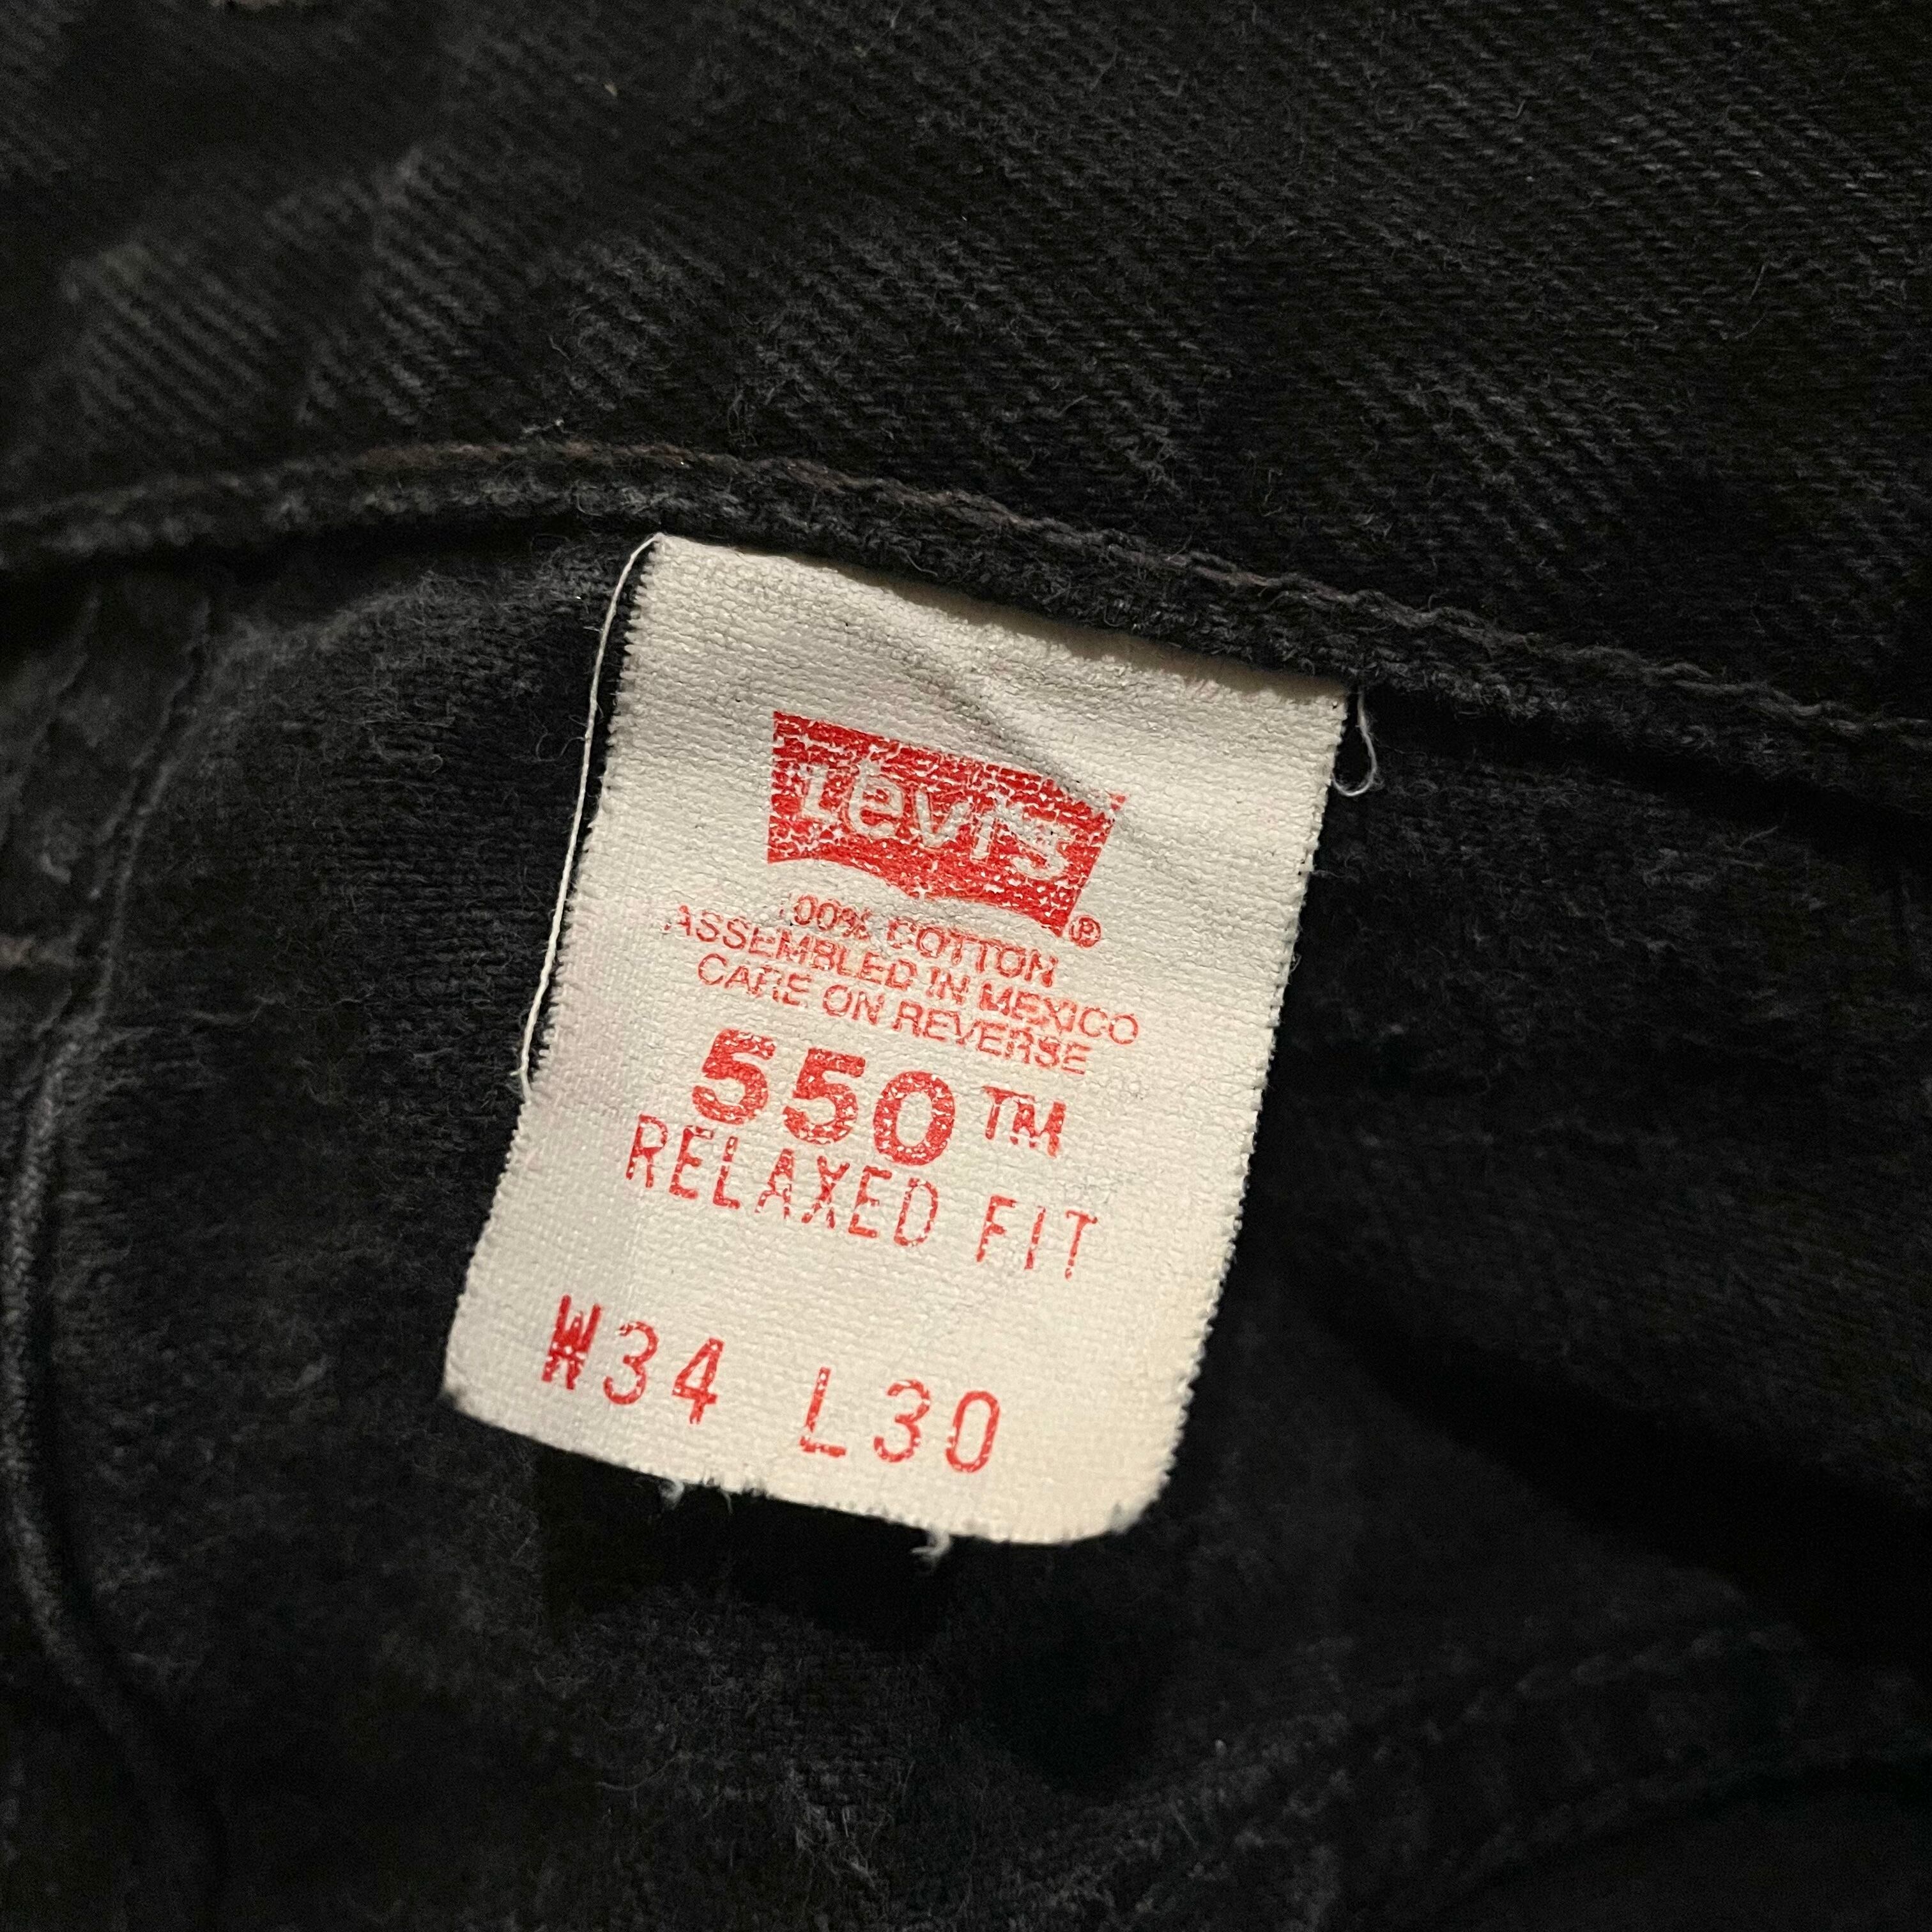 Levi's
®
100% COTTON
ASSEMBLED IN MEXICO
CARE ON REVERSE
550™
RELAXED FIT
W34 L30